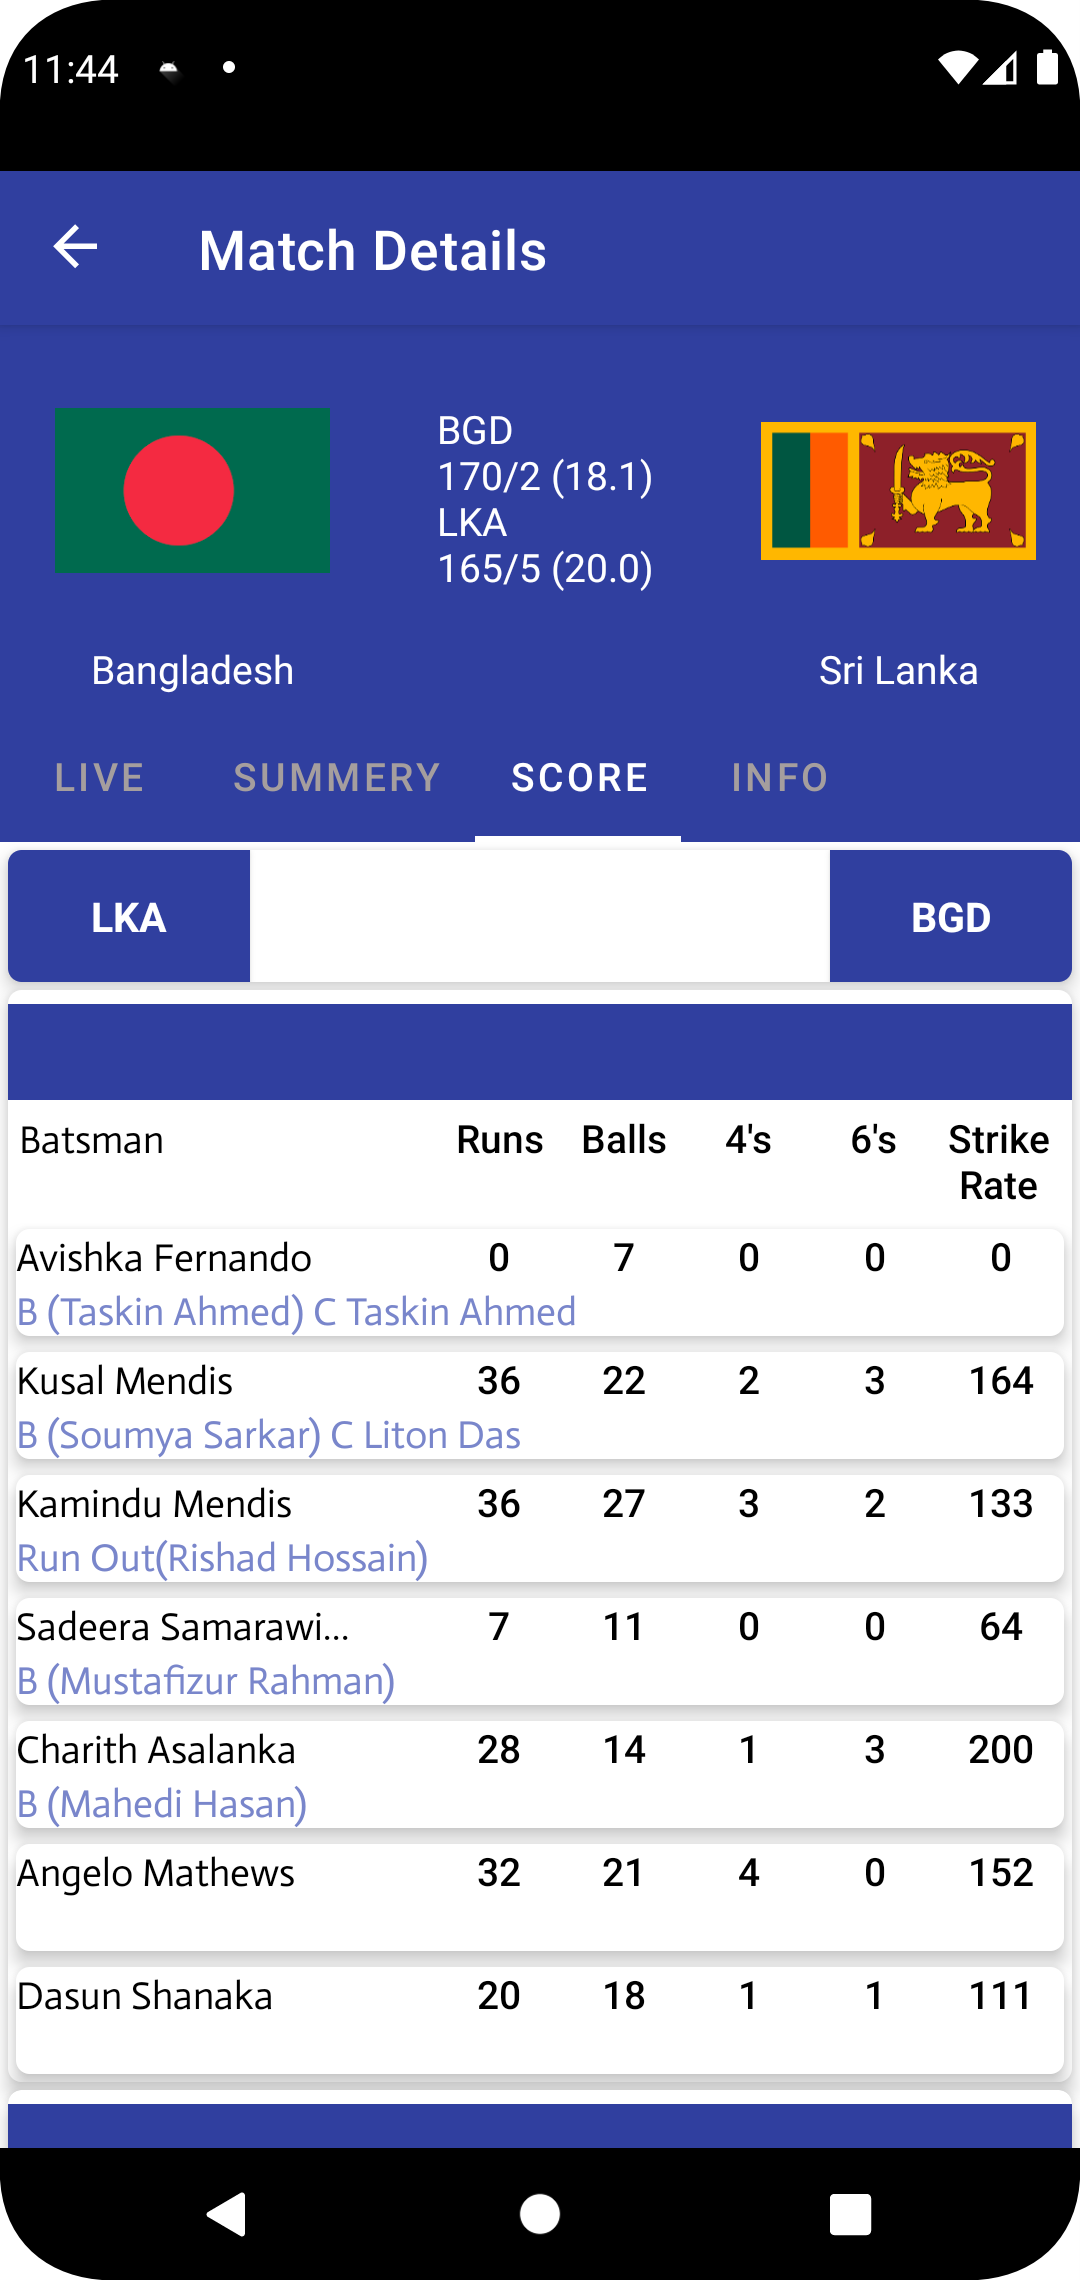 11:44
Match Details
BGD
170/2 (18.1)
LKA
165/5 (20.0)
Bangladesh
Sri Lanka
LIVE SUMMERY SCORE INFO
LKA BGD
Batsman Runs Balls 4's 6's Strike Rate
Avishka Fernando 0 7 0 0 0
B (Taskin Ahmed) C Taskin Ahmed
Kusal Mendis 36 22 2 3 164
B (Soumya Sarkar) C Liton Das
Kamindu Mendis 36 27 3 2 133
Run Out(Rishad Hossain)
Sadeera Samarawi... 7 11 0 0 64
B (Mustafizur Rahman)
Charith Asalanka 28 14 1 3 200
B (Mahedi Hasan)
Angelo Mathews 32 21 4 0 152
Dasun Shanaka 20 18 1 1 111